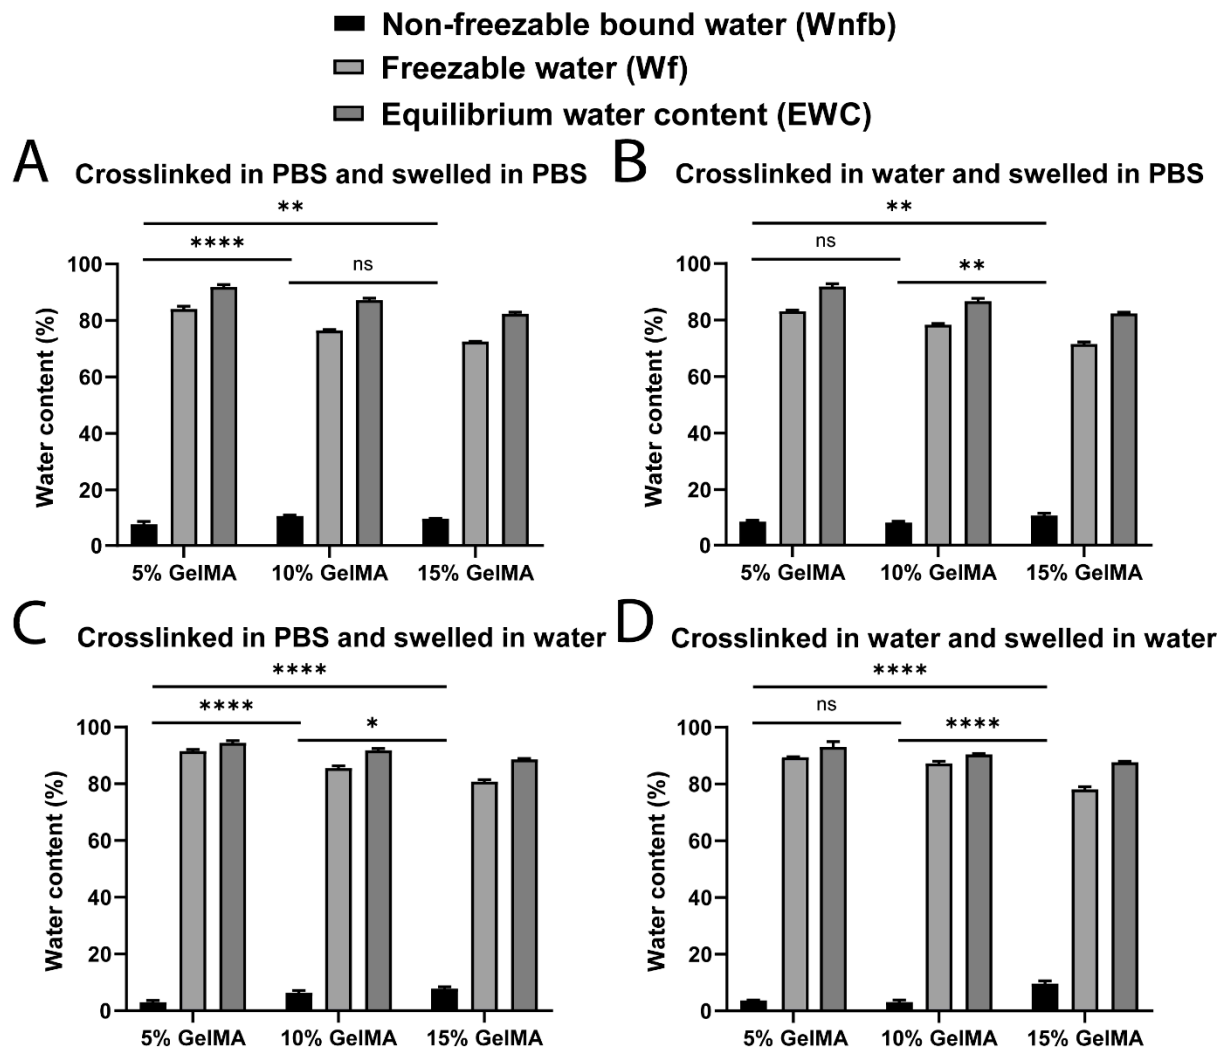 Non-freezable bound water (Wnfb)
Freezable water (Wf)
Equilibrium water content (EWC)
A
Crosslinked in PBS and swelled in PBS
**
****
ns
Water content (%)
100
80
60
40
20
0
5% GelMA 10% GelMA 15% GelMA
B
Crosslinked in water and swelled in PBS
**
ns
**
Water content (%)
100
80
60
40
20
0
5% GelMA 10% GelMA 15% GelMA
C
Crosslinked in PBS and swelled in water
****
****
*
Water content (%)
100
80
60
40
20
0
5% GelMA 10% GelMA 15% GelMA
D
Crosslinked in water and swelled in water
****
ns
****
Water content (%)
100
80
60
40
20
0
5% GelMA 10% GelMA 15% GelMA